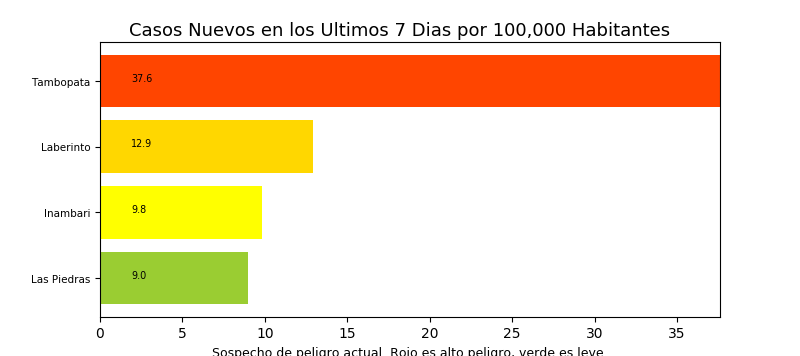 Casos Nuevos en los Ultimos 7 Dias por 100,000 Habitantes
Tambopata
37.6
Laberinto
12.9
Inambari
9.8
Las Piedras
9.0
0 5 10 15 20 25 30 35
Sospecho de peligro actual. Rojo es alto peligro, verde es leve